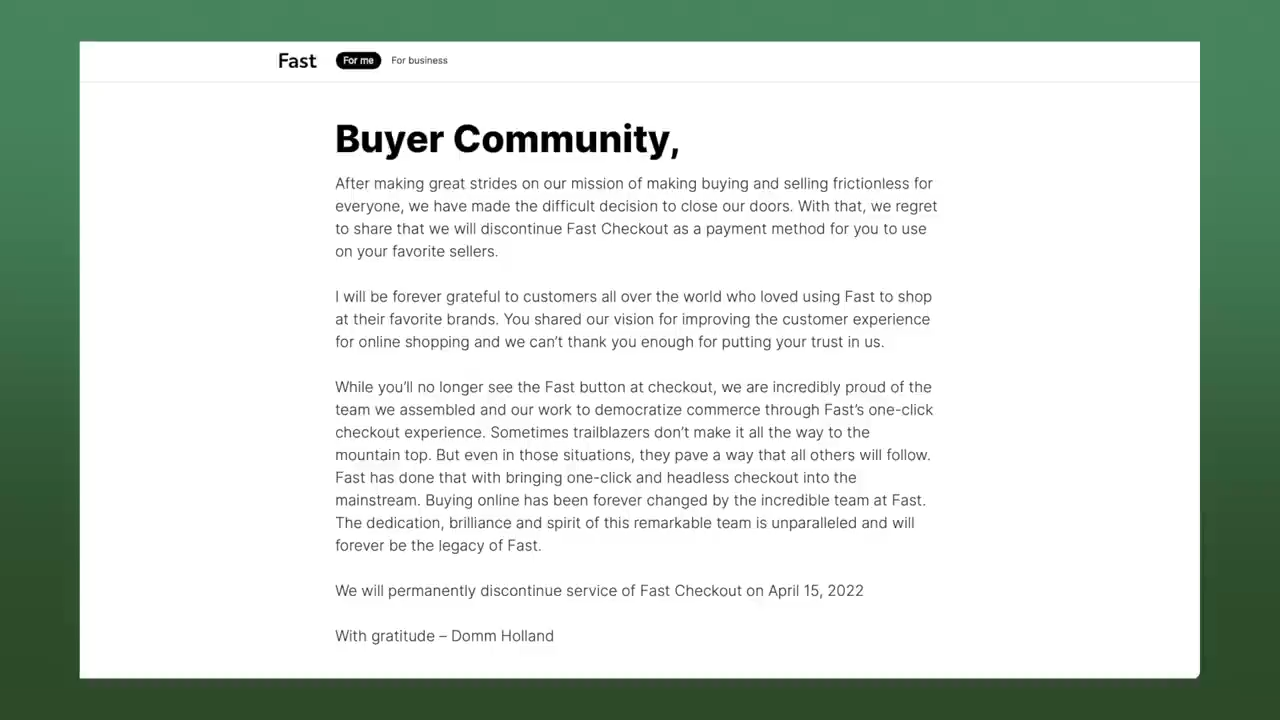 Fast
For me
For business
Buyer Community,
After making great strides on our mission of making buying and selling frictionless for
everyone, we have made the difficult decision to close our doors. With that, we regret
to share that we will discontinue Fast Checkout as a payment method for you to use
on your favorite sellers.
I will be forever grateful to customers all over the world who loved using Fast to shop
at their favorite brands. You shared our vision for improving the customer experience
for online shopping and we can’t thank you enough for putting your trust in us.
While you’ll no longer see the Fast button at checkout, we are incredibly proud of the
team we assembled and our work to democratize commerce through Fast’s one-click
checkout experience. Sometimes trailblazers don’t make it all the way to the
mountain top. But even in those situations, they pave a way that all others will follow.
Fast has done that with bringing one-click and headless checkout into the
mainstream. Buying online has been forever changed by the incredible team at Fast.
The dedication, brilliance and spirit of this remarkable team is unparalleled and will
forever be the legacy of Fast.
We will permanently discontinue service of Fast Checkout on April 15, 2022
With gratitude – Domm Holland